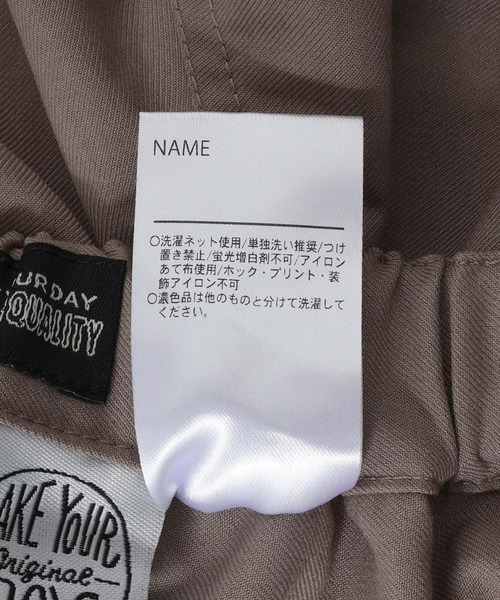 NAME
○洗濯ネット使用/単独洗い推奨/つけ
置き禁止/蛍光増白剤不可/アイロン
あて布使用/ホック・プリント・装
飾アイロン不可
○濃色品は他のものと分けて洗濯して
ください。
URDAY
QUALITY
AKE YOUR
Original